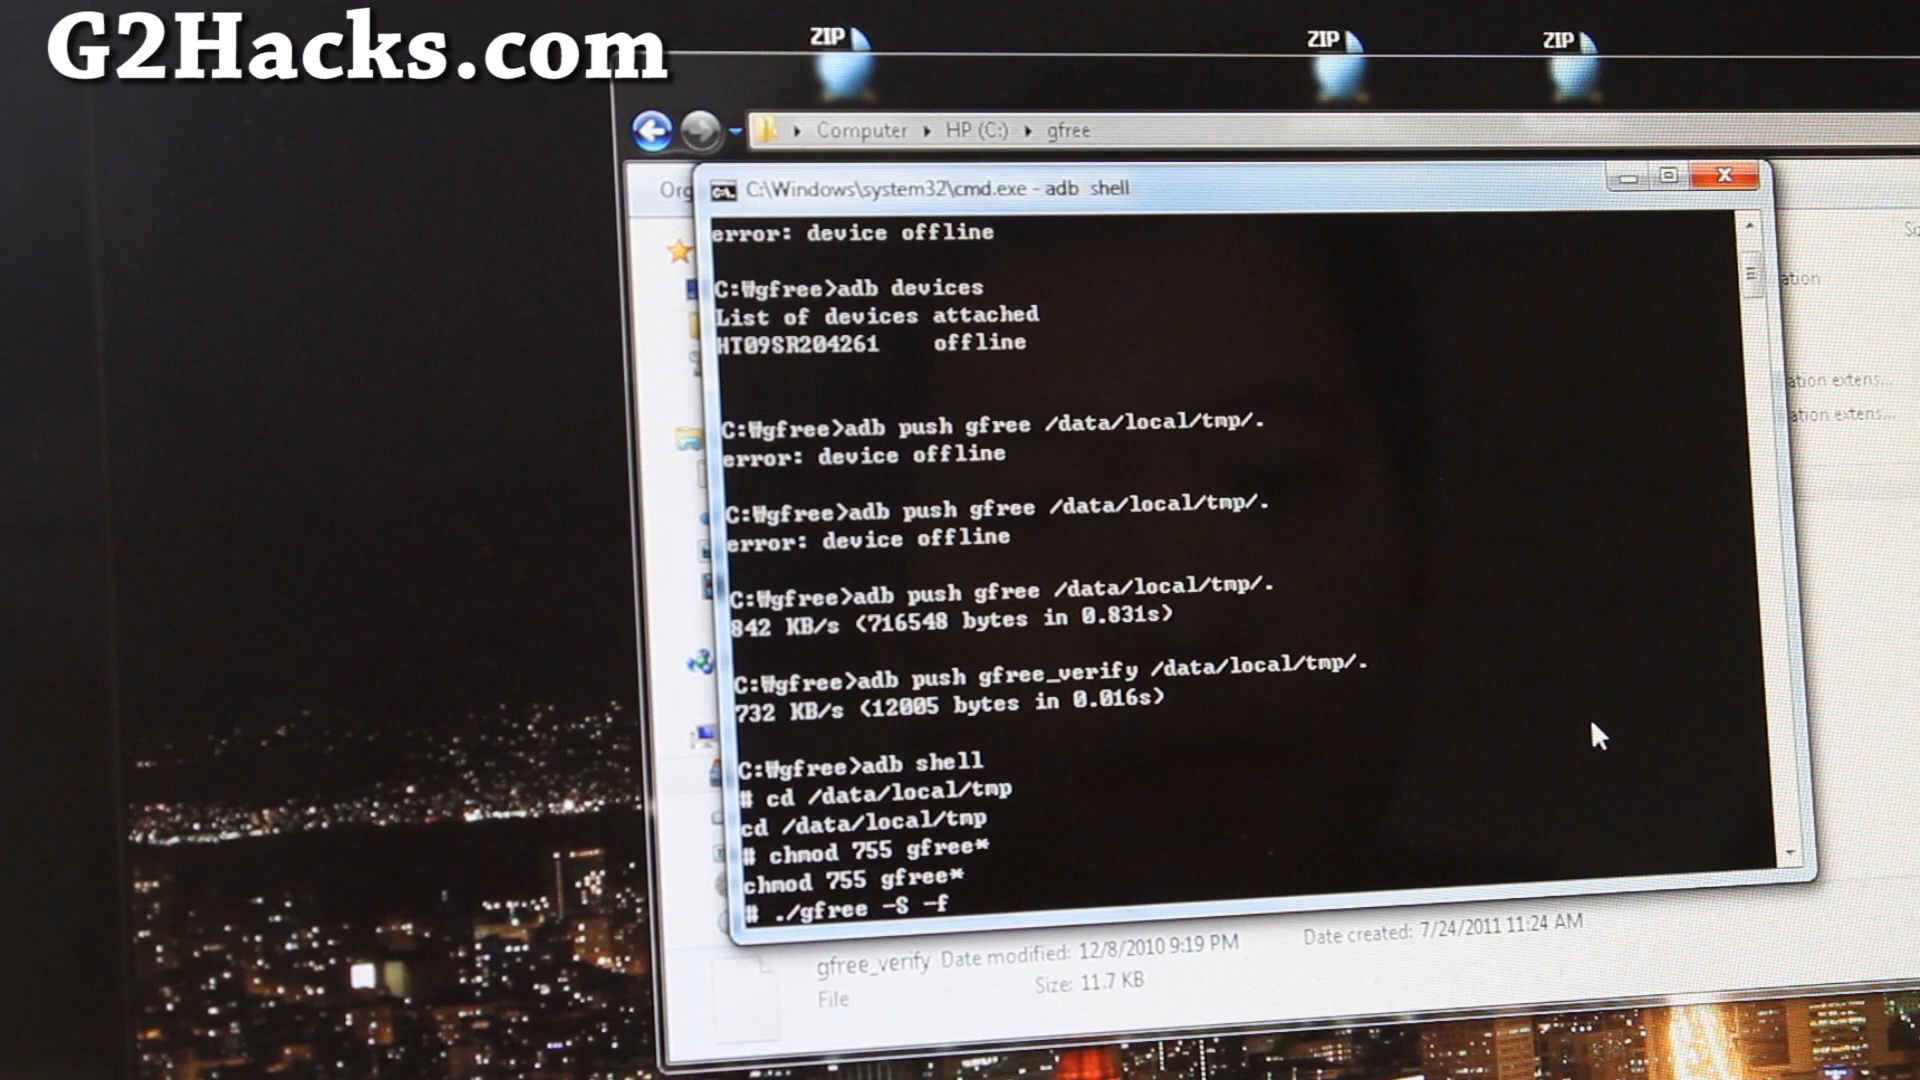 G2Hacks.com
ZIP
ZIP
ZIP
Computer HP (C:) gfree
C:\Windows\system32\cmd.exe - adb shell
error: device offline
C:₩gfree>adb devices
List of devices attached
HT09SR204261 offline
C:₩gfree>adb push gfree /data/local/tmp/.
error: device offline
C:₩gfree>adb push gfree /data/local/tmp/.
error: device offline
C:₩gfree>adb push gfree /data/local/tmp/.
842 KB/s (716548 bytes in 0.831s)
C:₩gfree>adb push gfree_verify /data/local/tmp/.
732 KB/s (12005 bytes in 0.016s)
C:₩gfree>adb shell
# cd /data/local/tmp
cd /data/local/tmp
# chmod 755 gfree*
chmod 755 gfree*
# ./gfree -S -f
gfree_verify Date modified: 12/8/2010 9:19 PM Date created: 7/24/2011 11:24 AM
File Size: 11.7 KB